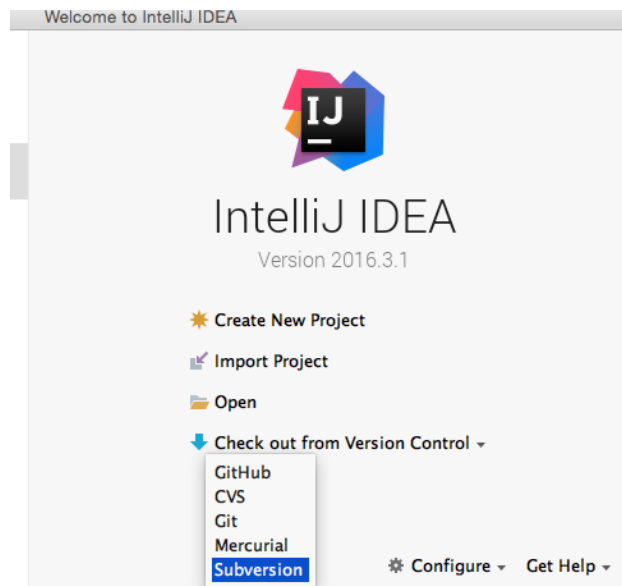 Welcome to IntelliJ IDEA
IJ
IntelliJ IDEA
Version 2016.3.1
Create New Project
Import Project
Open
Check out from Version Control
GitHub
CVS
Git
Mercurial
Subversion
Configure Get Help